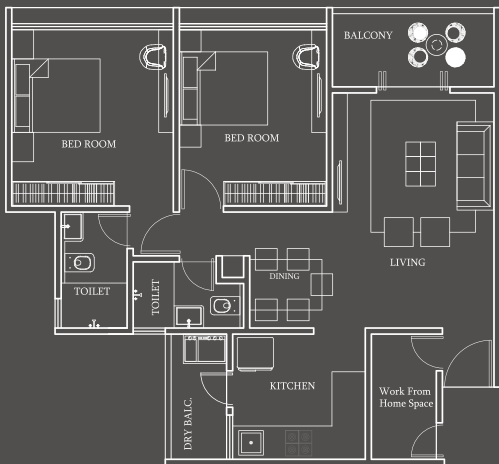 BALCONY
BED ROOM
BED ROOM
LIVING
DINING
TOILET
TOILET
KITCHEN
Work From
Home Space
DRY BALC.